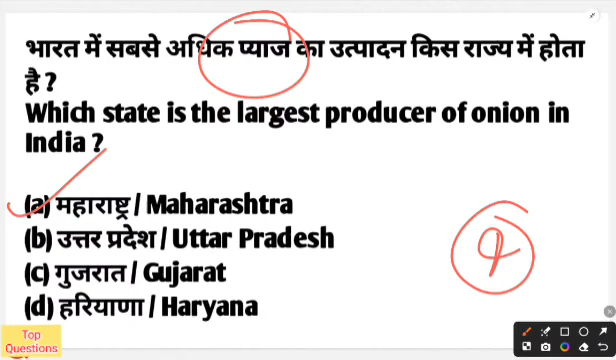 भारत में सबसे अधिक प्याज का उत्पादन किस राज्य में होता
है ?
Which state is the largest producer of onion in
India ?
(a) महाराष्ट्र / Maharashtra
(b) उत्तर प्रदेश / Uttar Pradesh
(c) गुजरात / Gujarat
(d) हरियाणा / Haryana
Top
Questions